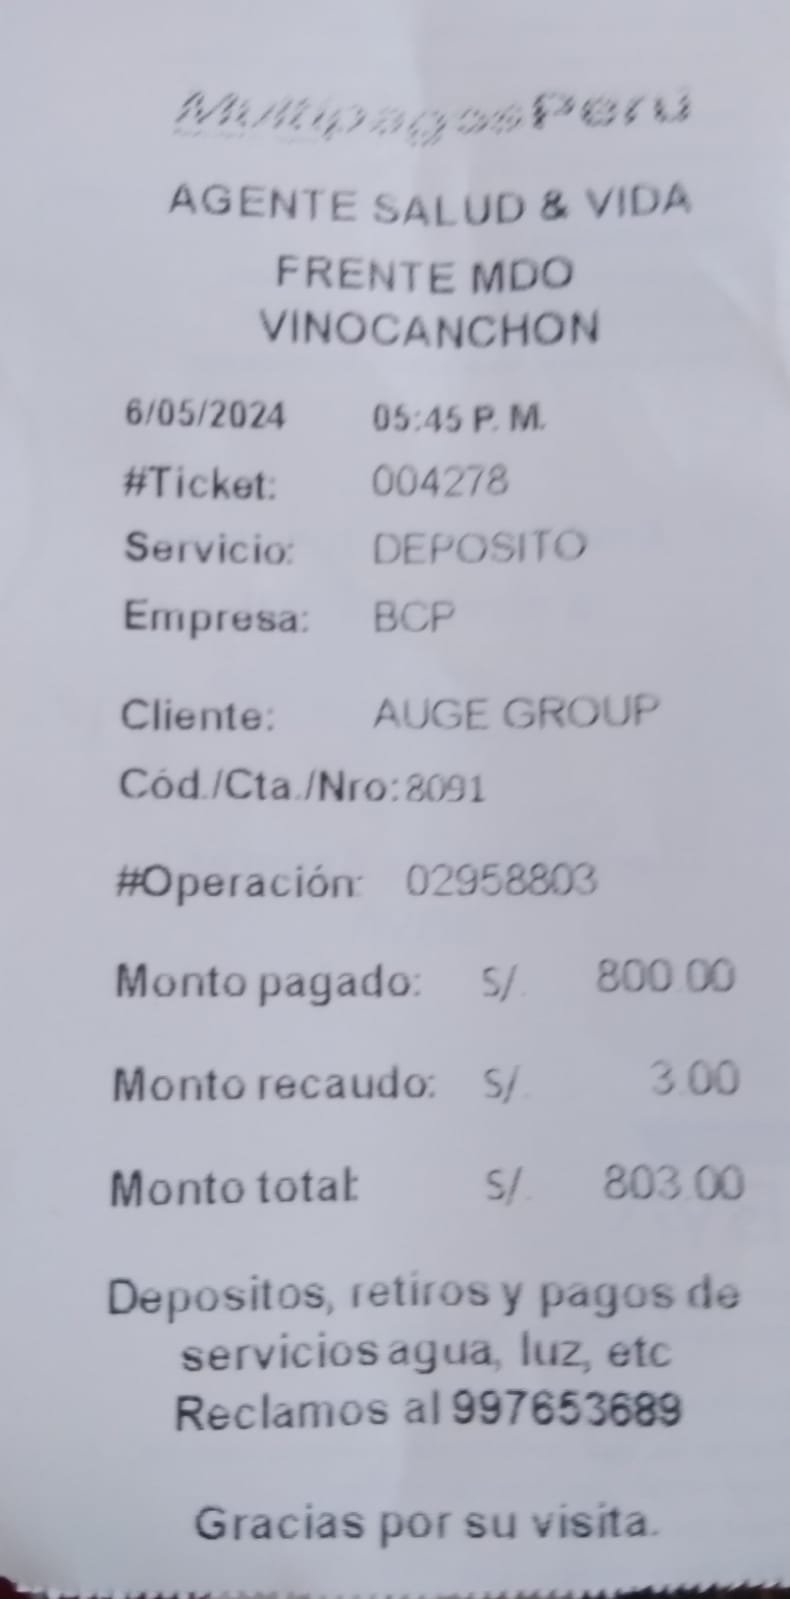 MultipagosPerú
AGENTE SALUD & VIDA
FRENTE MDO
VINOCANCHON
6/05/2024 05:45 P. M.
#Ticket: 004278
Servicio: DEPOSITO
Empresa: BCP
Cliente: AUGE GROUP
Cód./Cta./Nro: 8091
#Operación: 02958803
Monto pagado: S/. 800.00
Monto recaudo: S/. 3.00
Monto total: S/. 803.00
Depositos, retiros y pagos de
servicios agua, luz, etc
Reclamos al 997653689
Gracias por su visita.